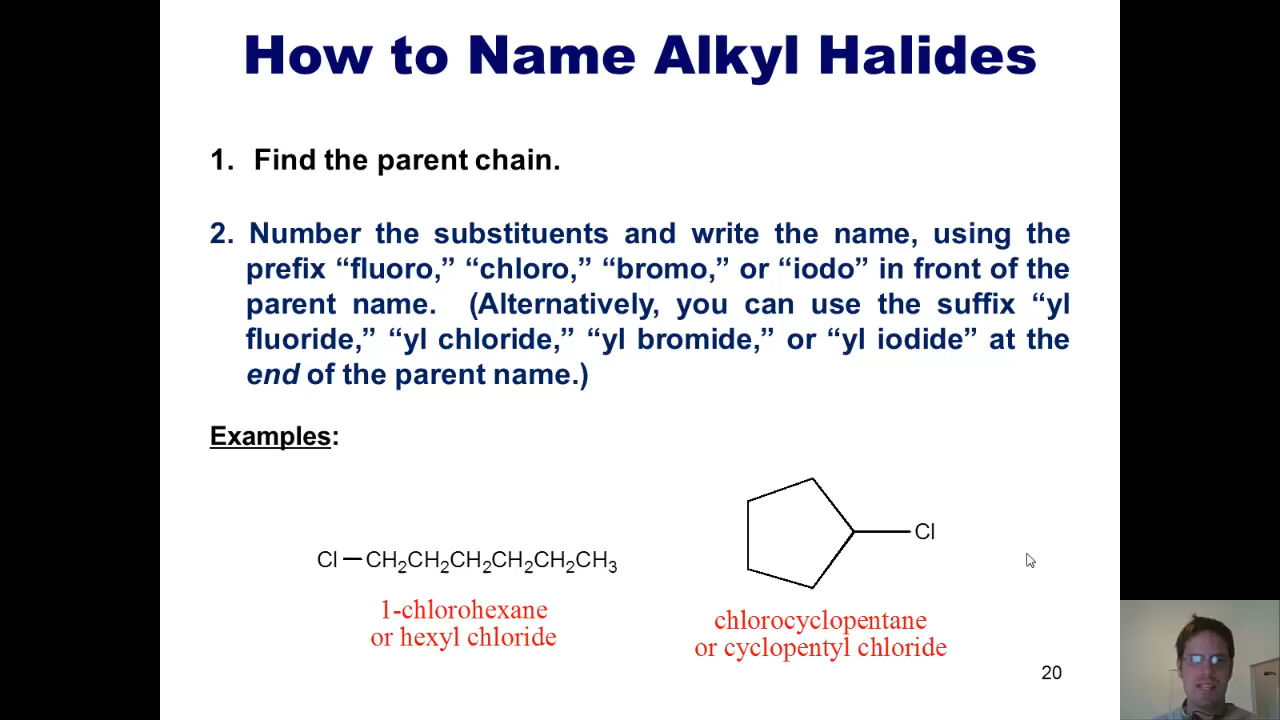 How to Name Alkyl Halides
1. Find the parent chain.
2. Number the substituents and write the name, using the
prefix “fluoro,” “chloro,” “bromo,” or “iodo” in front of the
parent name. (Alternatively, you can use the suffix “yl
fluoride,” “yl chloride,” “yl bromide,” or “yl iodide” at the
end of the parent name.)
Examples:
Cl—CH₂CH₂CH₂CH₂CH₂CH₃
1-chlorohexane
or hexyl chloride
Cl
chlorocyclopentane
or cyclopentyl chloride
20